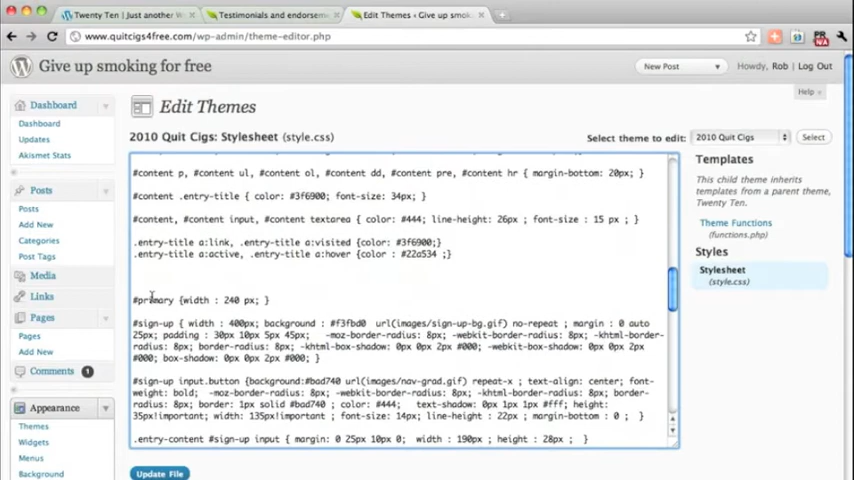 Twenty Ten | Just another W
Testimonials and endorseme
Edit Themes ‹ Give up smok
www.quitcigs4free.com/wp-admin/theme-editor.php
Give up smoking for free
New Post
Howdy, Rob | Log Out
Help
Dashboard
Dashboard
Updates
Akismet Stats
Posts
Posts
Add New
Categories
Post Tags
Media
Links
Pages
Pages
Add New
Comments 1
Appearance
Themes
Widgets
Menus
Background
Edit Themes
2010 Quit Cigs: Stylesheet (style.css)
Select theme to edit: 2010 Quit Cigs Select
#content p, #content ul, #content ol, #content dd, #content pre, #content hr { margin-bottom: 20px; }
#content .entry-title { color: #3f6900; font-size: 34px; }
#content, #content input, #content textarea { color: #444; line-height: 26px ; font-size : 15 px ; }
.entry-title a:link, .entry-title a:visited {color: #3f6900;}
.entry-title a:active, .entry-title a:hover {color : #22a534 ;}
#primary {width : 240 px; }
#sign-up { width : 400px; background : #f3fbd0 url(images/sign-up-bg.gif) no-repeat ; margin : 0 auto
25px; padding : 30px 10px 5px 45px; -moz-border-radius: 8px; -webkit-border-radius: 8px; -khtml-border-
radius: 8px; border-radius: 8px; -khtml-box-shadow: 0px 0px 2px #000; -webkit-box-shadow: 0px 0px 2px
#000; box-shadow: 0px 0px 2px #000; }
#sign-up input.button {background:#bad740 url(images/nav-grad.gif) repeat-x ; text-align: center; font-
weight: bold; -moz-border-radius: 8px; -webkit-border-radius: 8px; -khtml-border-radius: 8px; border-
radius: 8px; border: 1px solid #bad740 ; color: #444; text-shadow: 0px 1px 1px #fff; height:
35px!important; width: 135px!important ; font-size: 14px; line-height : 22px ; margin-bottom : 0 ; }
.entry-content #sign-up input { margin: 0 25px 10px 0; width : 190px ; height : 28px ; }
Update File
Templates
This child theme inherits
templates from a parent theme,
Twenty Ten.
Theme Functions
(functions.php)
Styles
Stylesheet
(style.css)